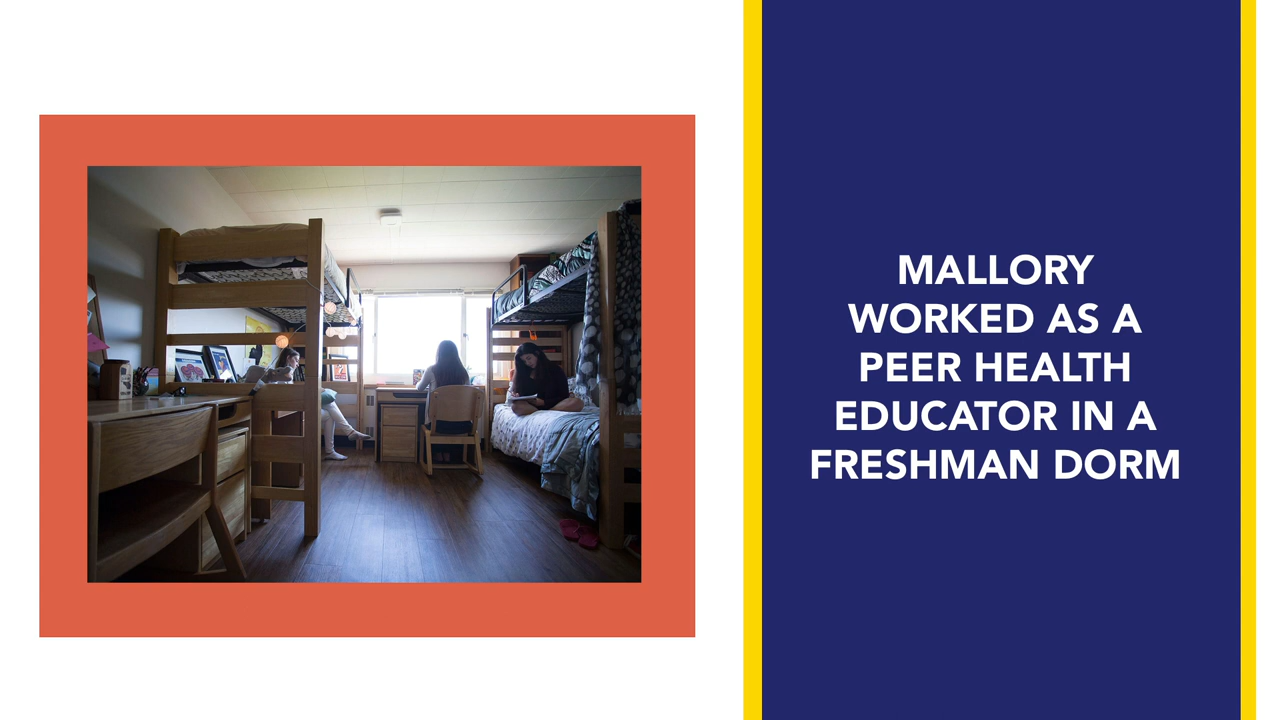 MALLORY
WORKED AS A
PEER HEALTH
EDUCATOR IN A
FRESHMAN DORM